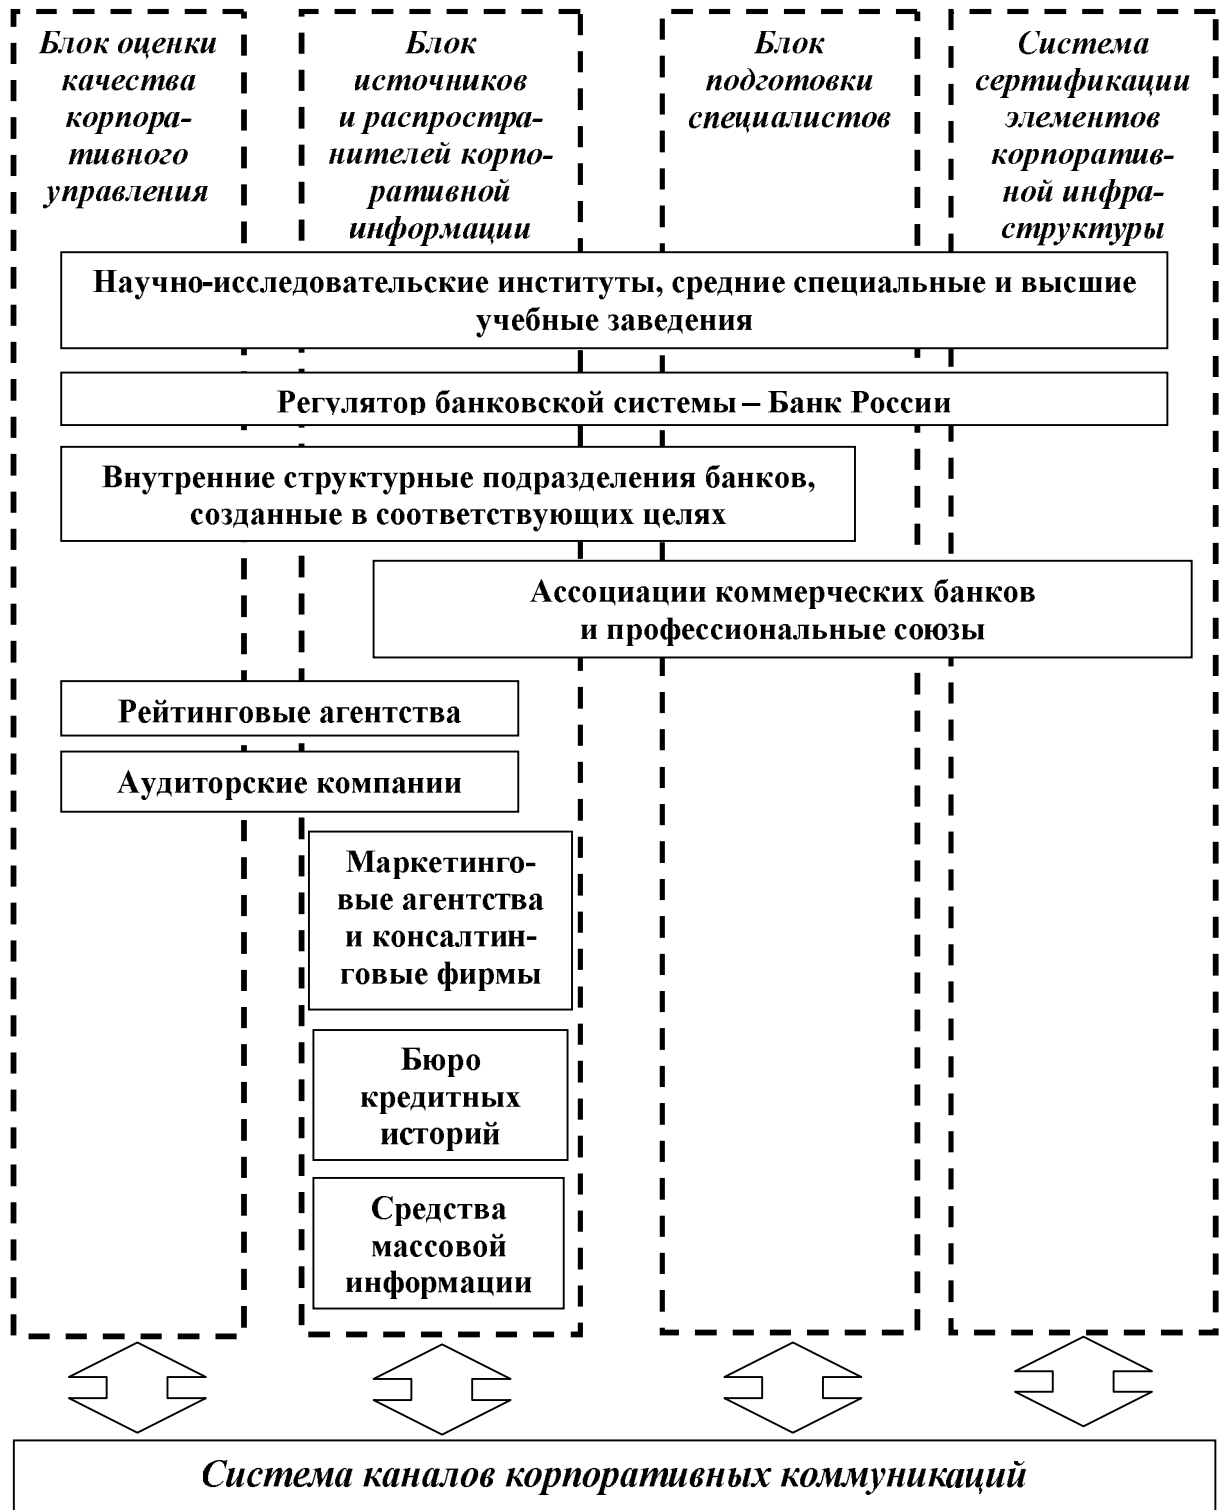 Блок оценки
качества
корпора-
тивного
управления
Блок
источников
и распростра-
нителей корпо-
ративной
информации
Блок
подготовки
специалистов
Система
сертификации
элементов
корпоратив-
ной инфра-
структуры
Научно-исследовательские институты, средние специальные и высшие
учебные заведения
Регулятор банковской системы – Банк России
Внутренние структурные подразделения банков,
созданные в соответствующих целях
Ассоциации коммерческих банков
и профессиональные союзы
Рейтинговые агентства
Аудиторские компании
Маркетинго-
вые агентства
и консалтин-
говые фирмы
Бюро
кредитных
историй
Средства
массовой
информации
Система каналов корпоративных коммуникаций